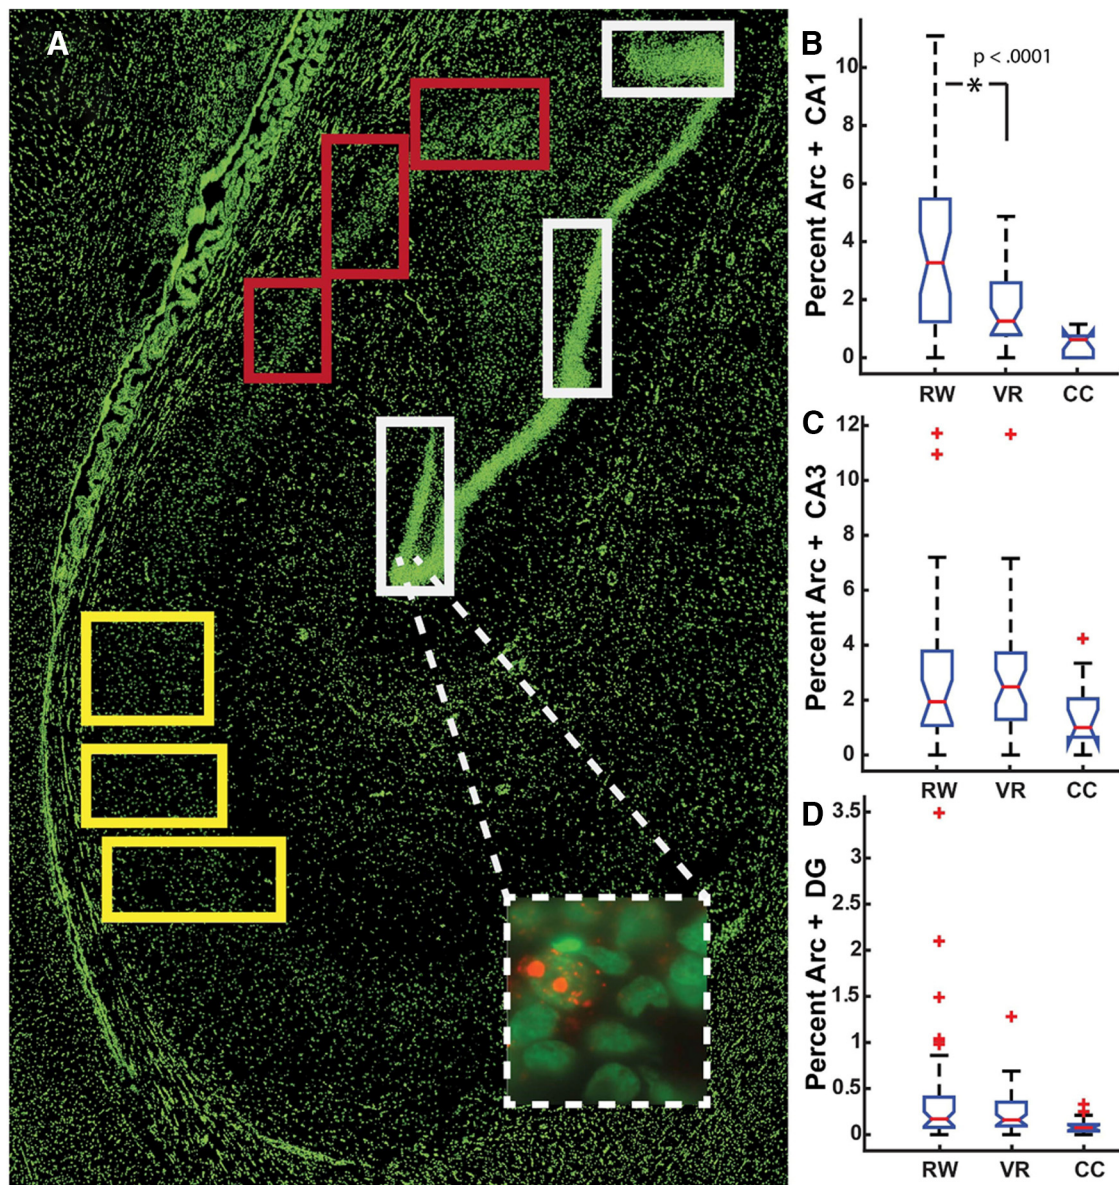 A
B
Percent Arc + CA1
10
8
6
4
2
0
p < .0001
*
RW VR CC
C
Percent Arc + CA3
12
10
8
6
4
2
0
RW VR CC
D
Percent Arc + DG
3.5
3
2.5
2
1.5
1
0.5
0
RW VR CC